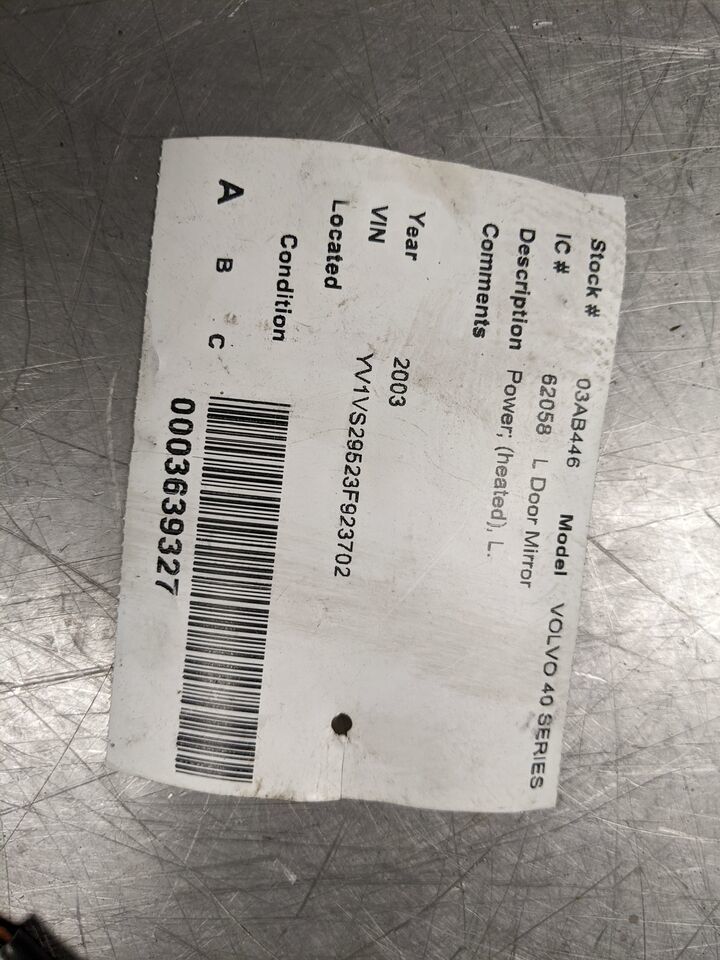 Stock # 03AB446 Model VOLVO 40 SERIES
IC # 62058 L Door Mirror
Description Power; (heated), L.
Comments
Year 2003
VIN YV1VS29523F923702
Located
Condition
A B C
0003639327